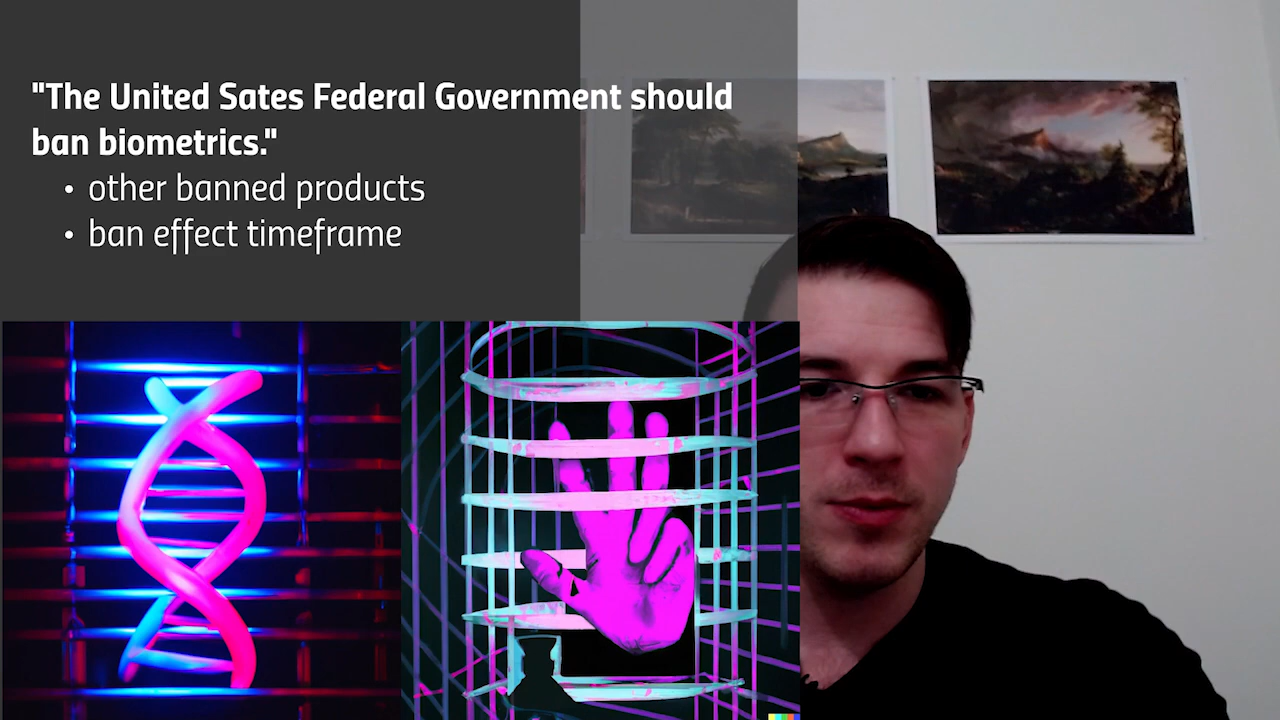 "The United Sates Federal Government should
ban biometrics."
• other banned products
• ban effect timeframe